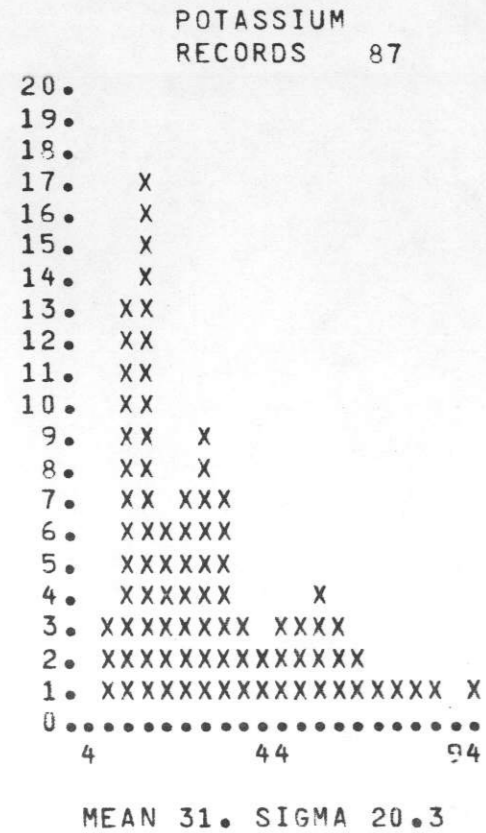 POTASSIUM
RECORDS 87
20.
19.
18.
17. X
16. X
15. X
14. X
13. XX
12. XX
11. XX
10. XX
9. XX X
8. XX X
7. XX XXX
6. XXXXXX
5. XXXXXX
4. XXXXXX X
3. XXXXXXXX XXXX
2. XXXXXXXXXXXXXX
1. XXXXXXXXXXXXXXXXXX X
0......................
4 44 94
MEAN 31. SIGMA 20.3